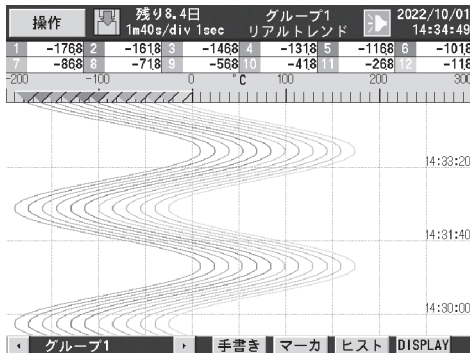 操作 残り8.4日 グループ1 2022/10/01
1m40s/div 1sec リアルトレンド 14:34:49
1 -1768 2 -1618 3 -1468 4 -1318 5 -1168 6 -1018
7 -868 8 -718 9 -568 10 -418 11 -268 12 -118
-200 -100 0 °C 100 200 300
14:33:20
14:31:40
14:30:00
グループ1 手書き マーカ ヒスト DISPLAY